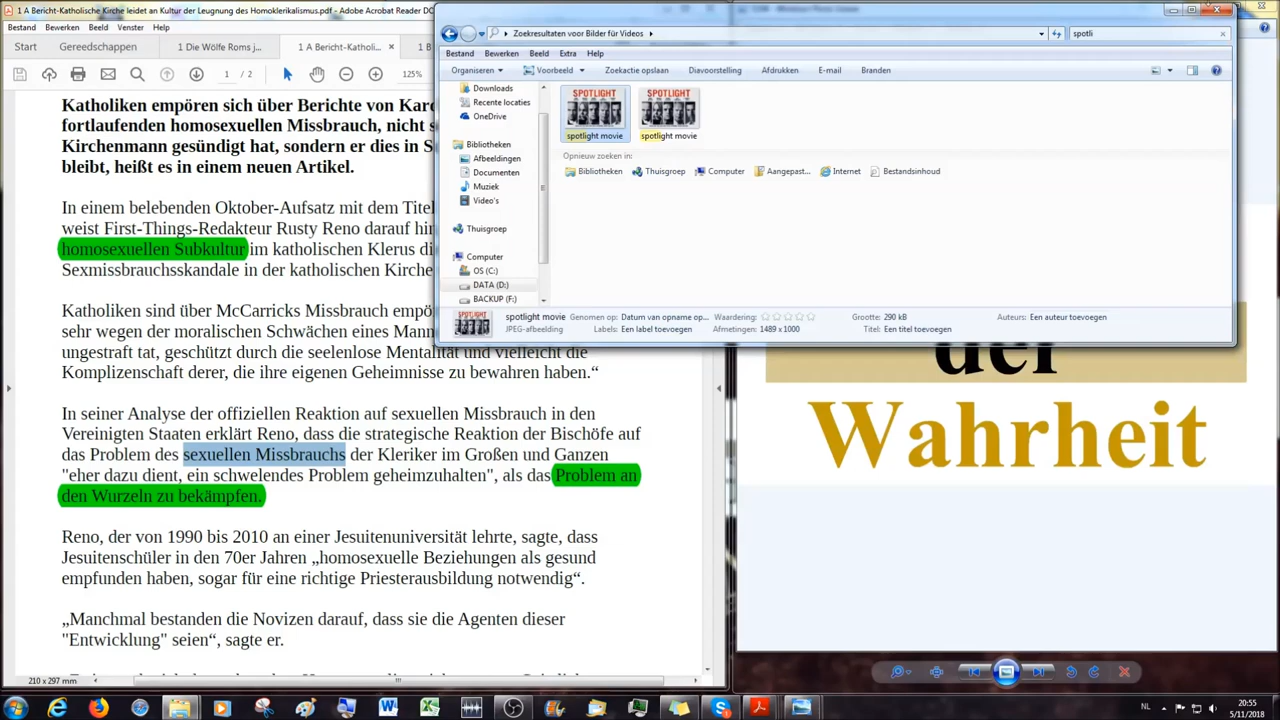 1 A Bericht-Katholische Kirche leidet an Kultur der Leugnung des Homoklerikalismus.pdf - Adobe Acrobat Reader DC
Bestand Bewerken Beeld Venster Help
Start Gereedschappen 1 Die Wölfe Roms j... 1 A Bericht-Katholi... × 1 B
1 / 2 125%
Katholiken empören sich über Berichte von Kard
fortlaufenden homosexuellen Missbrauch, nicht s
Kirchenmann gesündigt hat, sondern er dies in S
bleibt, heißt es in einem neuen Artikel.
In einem belebenden Oktober-Aufsatz mit dem Titel
weist First-Things-Redakteur Rusty Reno darauf hin
homosexuellen Subkultur im katholischen Klerus di
Sexmissbrauchsskandale in der katholischen Kirche
Katholiken sind über McCarricks Missbrauch empö
sehr wegen der moralischen Schwächen eines Mann
ungestraft tat, geschützt durch die seelenlose Mentalität und vielleicht die
Komplizenschaft derer, die ihre eigenen Geheimnisse zu bewahren haben.“
In seiner Analyse der offiziellen Reaktion auf sexuellen Missbrauch in den
Vereinigten Staaten erklärt Reno, dass die strategische Reaktion der Bischöfe auf
das Problem des sexuellen Missbrauchs der Kleriker im Großen und Ganzen
"eher dazu dient, ein schwelendes Problem geheimzuhalten", als das Problem an
den Wurzeln zu bekämpfen.
Reno, der von 1990 bis 2010 an einer Jesuitenuniversität lehrte, sagte, dass
Jesuitenschüler in den 70er Jahren „homosexuelle Beziehungen als gesund
empfunden haben, sogar für eine richtige Priesterausbildung notwendig“.
„Manchmal bestanden die Novizen darauf, dass sie die Agenten dieser
"Entwicklung" seien“, sagte er.
210 x 297 mm
Zoekresultaten voor Bilder für Videos
spotli
Bestand Bewerken Beeld Extra Help
Organiseren Voorbeeld Zoekactie opslaan Diavoorstelling Afdrukken E-mail Branden
Downloads
Recente locaties
OneDrive
Bibliotheken
Afbeeldingen
Documenten
Muziek
Video's
Thuisgroep
Computer
OS (C:)
DATA (D:)
BACKUP (F:)
SPOTLIGHT SPOTLIGHT
spotlight movie spotlight movie
Opnieuw zoeken in:
Bibliotheken Thuisgroep Computer Aangepast... Internet Bestandsinhoud
spotlight movie Genomen op: Datum van opname op... Waardering: Grootte: 290 kB Auteurs: Een auteur toevoegen
JPEG-afbeelding Labels: Een label toevoegen Afmetingen: 1489 x 1000 Titel: Een titel toevoegen
der
Wahrheit
NL 20:55
5/11/2018